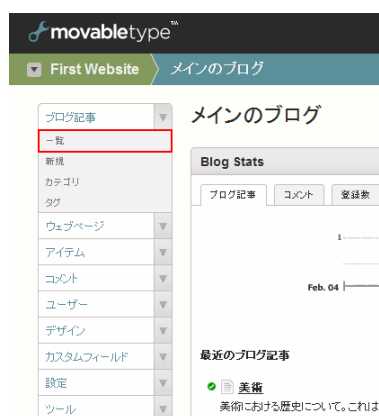 movabletype™
First Website
メインのブログ
ブログ記事
一覧
新規
カテゴリ
タグ
ウェブページ
アイテム
コメント
ユーザー
デザイン
カスタムフィールド
設定
ツール
メインのブログ
Blog Stats
ブログ記事
コメント
登録数
1
Feb. 04
最近のブログ記事
美術
美術における歴史について。これは